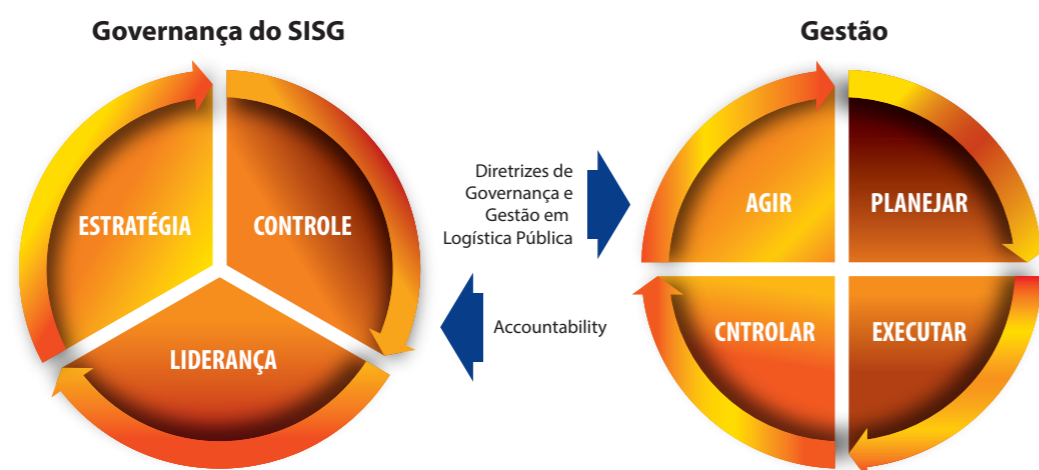 Governança do SISG
ESTRATÉGIA
CONTROLE
LIDERANÇA
Diretrizes de
Governança e
Gestão em
Logística Pública
Accountability
Gestão
AGIR
PLANEJAR
CNTROLAR
EXECUTAR